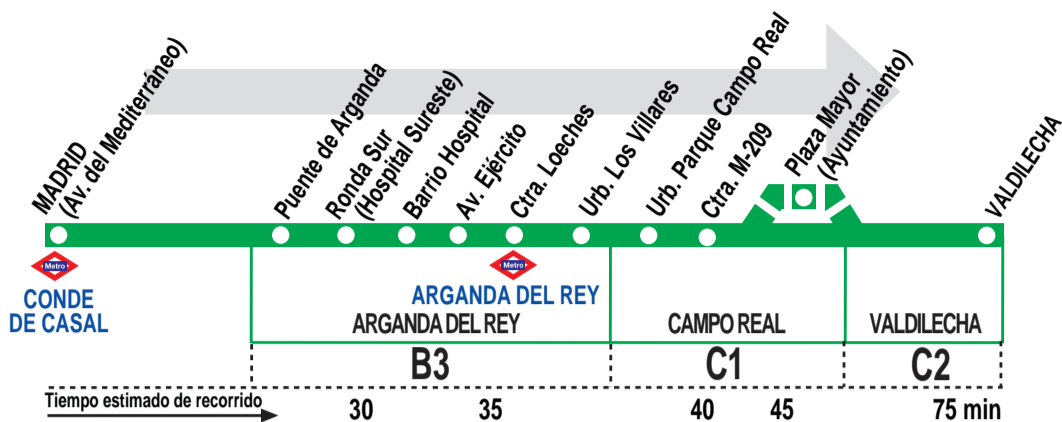 MADRID
(Av. del Mediterráneo)
Puente de Arganda
Ronda Sur
(Hospital Sureste)
Barrio Hospital
Av. Ejército
Ctra. Loeches
Urb. Los Villares
Urb. Parque Campo Real
Ctra. M-209
Plaza Mayor
(Ayuntamiento)
VALDILECHA
Metro
CONDE
DE CASAL
Metro
ARGANDA DEL REY
ARGANDA DEL REY
CAMPO REAL
VALDILECHA
B3
C1
C2
Tiempo estimado de recorrido
30
35
40
45
75 min